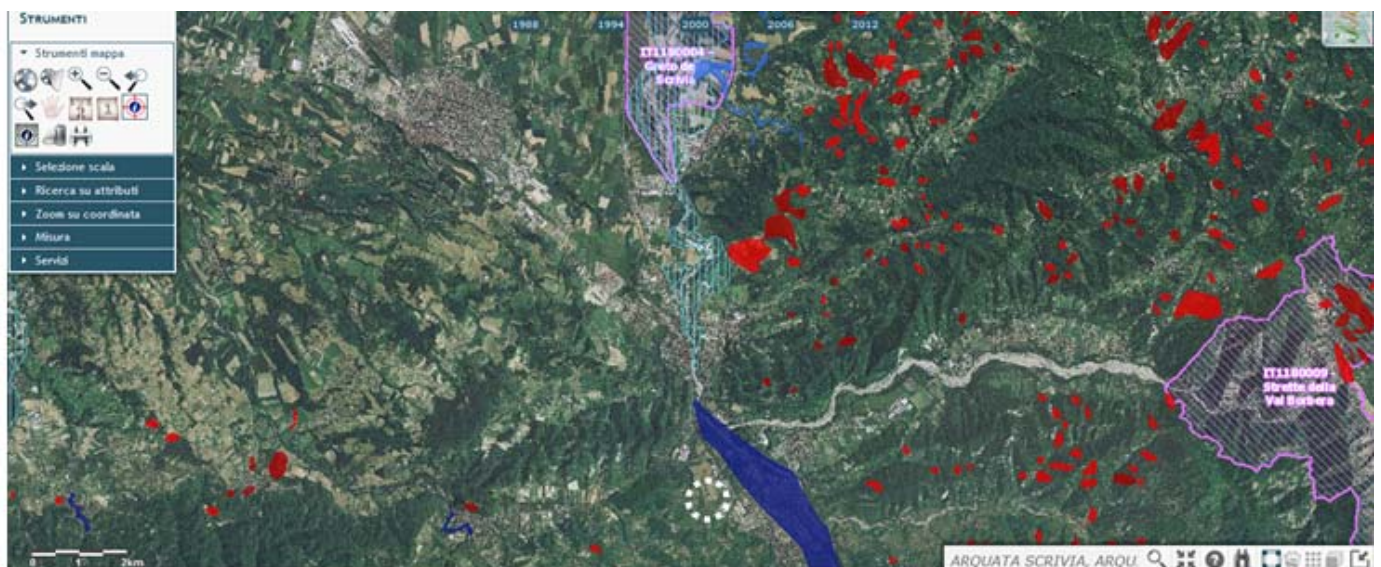 STRUMENTI
Strumenti mappa
Selezione scala
Ricerca su attributi
Zoom su coordinata
Misura
Servizi
1988 1994 2000 2006 2012
IT1180004 -
Greto de
Scrivia
IT1180009
Strette della
Val Borbera
0 1 2km
ARQUATA SCRIVIA, ARQU